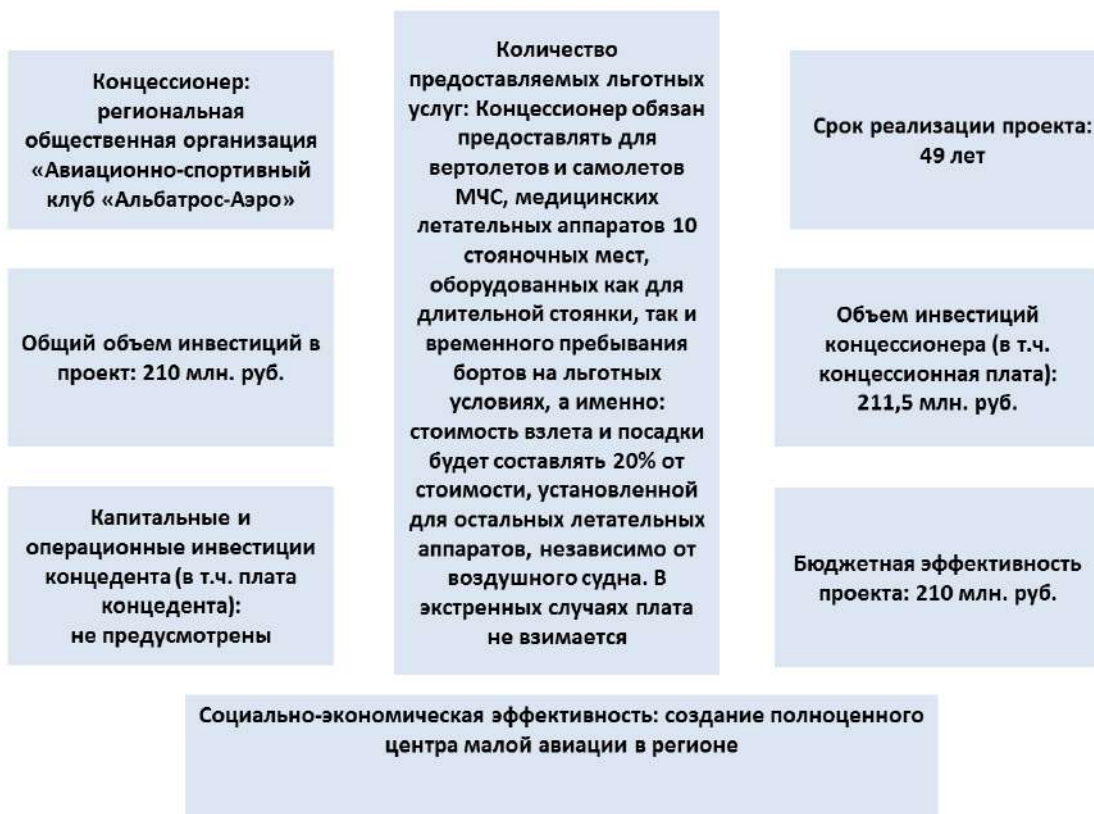 Концессионер:
региональная
общественная организация
«Авиационно-спортивный
клуб «Альбатрос-Аэро»
Общий объем инвестиций в
проект: 210 млн. руб.
Капитальные и
операционные инвестиции
концедента (в т.ч. плата
концедента):
не предусмотрены
Количество
предоставляемых льготных
услуг: Концессионер обязан
предоставлять для
вертолетов и самолетов
МЧС, медицинских
летательных аппаратов 10
стояночных мест,
оборудованных как для
длительной стоянки, так и
временного пребывания
бортов на льготных
условиях, а именно:
стоимость взлета и посадки
будет составлять 20% от
стоимости, установленной
для остальных летательных
аппаратов, независимо от
воздушного судна. В
экстренных случаях плата
не взимается
Срок реализации проекта:
49 лет
Объем инвестиций
концессионера (в т.ч.
концессионная плата):
211,5 млн. руб.
Бюджетная эффективность
проекта: 210 млн. руб.
Социально-экономическая эффективность: создание полноценного
центра малой авиации в регионе